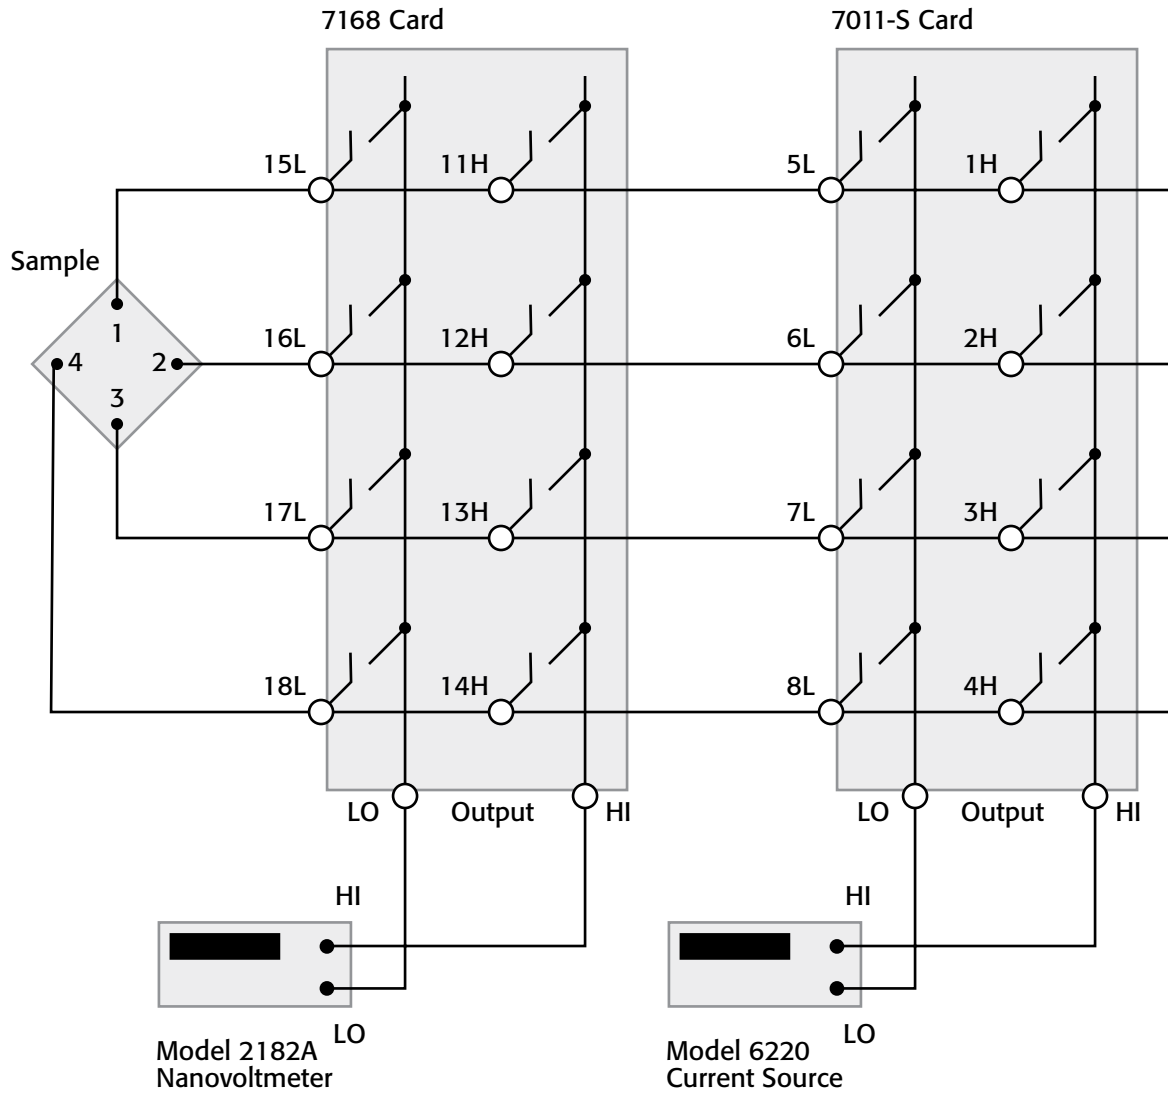 7168 Card
7011-S Card
15L
11H
5L
1H
Sample
1
4
2
3
16L
12H
6L
2H
17L
13H
7L
3H
18L
14H
8L
4H
LO
Output
HI
LO
Output
HI
HI
LO
Model 2182A
Nanovoltmeter
HI
LO
Model 6220
Current Source